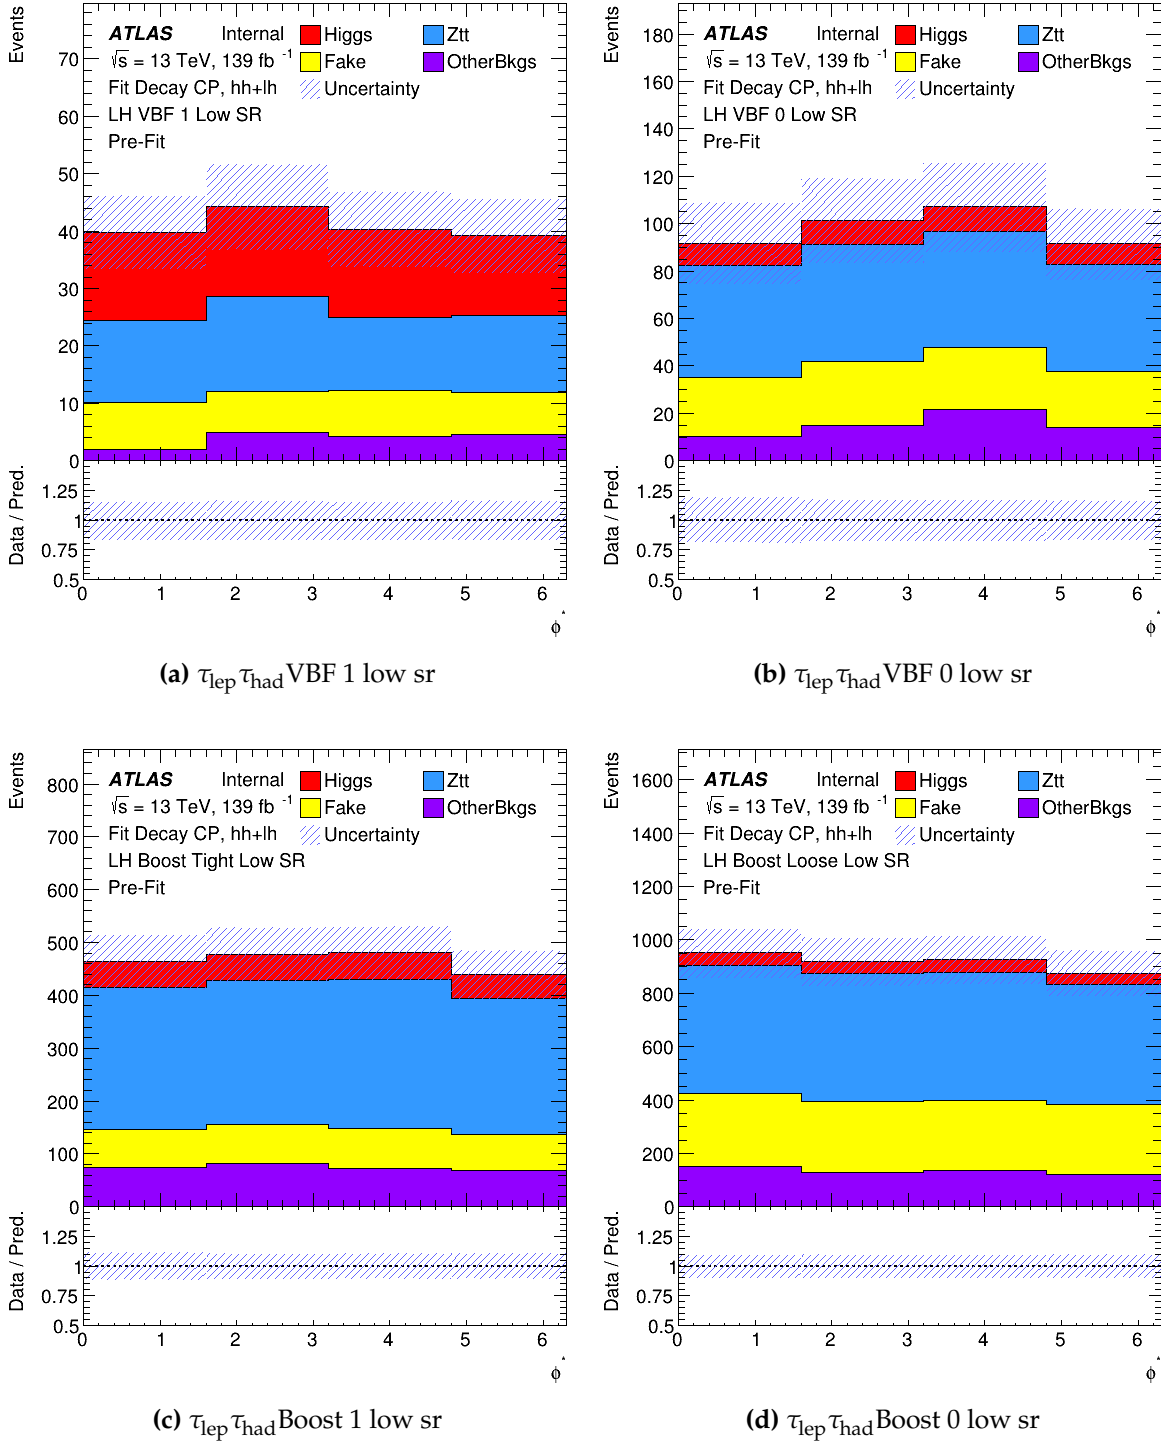 Events
70
60
50
40
30
20
10
0
ATLAS Internal
√s = 13 TeV, 139 fb -1
Fit Decay CP, hh+lh
LH VBF 1 Low SR
Pre-Fit
Higgs Ztt
Fake OtherBkgs
Uncertainty
Data / Pred.
1.25
1
0.75
0.5
0 1 2 3 4 5 6
ϕ*
(a) τlepτhadVBF 1 low sr
Events
180
160
140
120
100
80
60
40
20
0
ATLAS Internal
√s = 13 TeV, 139 fb -1
Fit Decay CP, hh+lh
LH VBF 0 Low SR
Pre-Fit
Higgs Ztt
Fake OtherBkgs
Uncertainty
Data / Pred.
1.25
1
0.75
0.5
0 1 2 3 4 5 6
ϕ*
(b) τlepτhadVBF 0 low sr
Events
800
700
600
500
400
300
200
100
0
ATLAS Internal
√s = 13 TeV, 139 fb -1
Fit Decay CP, hh+lh
LH Boost Tight Low SR
Pre-Fit
Higgs Ztt
Fake OtherBkgs
Uncertainty
Data / Pred.
1.25
1
0.75
0.5
0 1 2 3 4 5 6
ϕ*
(c) τlepτhadBoost 1 low sr
Events
1600
1400
1200
1000
800
600
400
200
0
ATLAS Internal
√s = 13 TeV, 139 fb -1
Fit Decay CP, hh+lh
LH Boost Loose Low SR
Pre-Fit
Higgs Ztt
Fake OtherBkgs
Uncertainty
Data / Pred.
1.25
1
0.75
0.5
0 1 2 3 4 5 6
ϕ*
(d) τlepτhadBoost 0 low sr